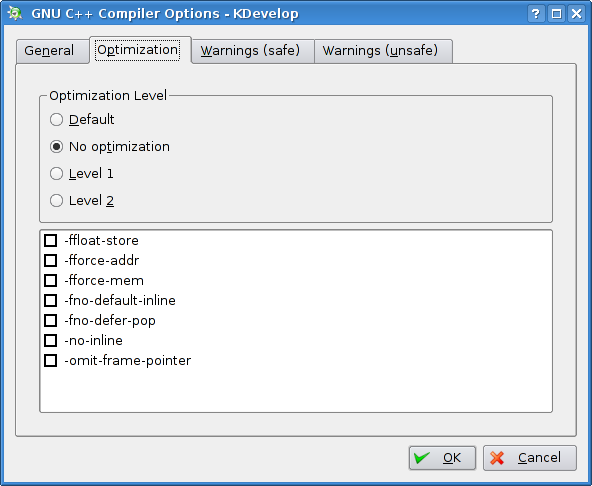 GNU C++ Compiler Options - KDevelop
General Optimization Warnings (safe) Warnings (unsafe)
Optimization Level
Default
No optimization
Level 1
Level 2
-ffloat-store
-fforce-addr
-fforce-mem
-fno-default-inline
-fno-defer-pop
-no-inline
-omit-frame-pointer
OK Cancel